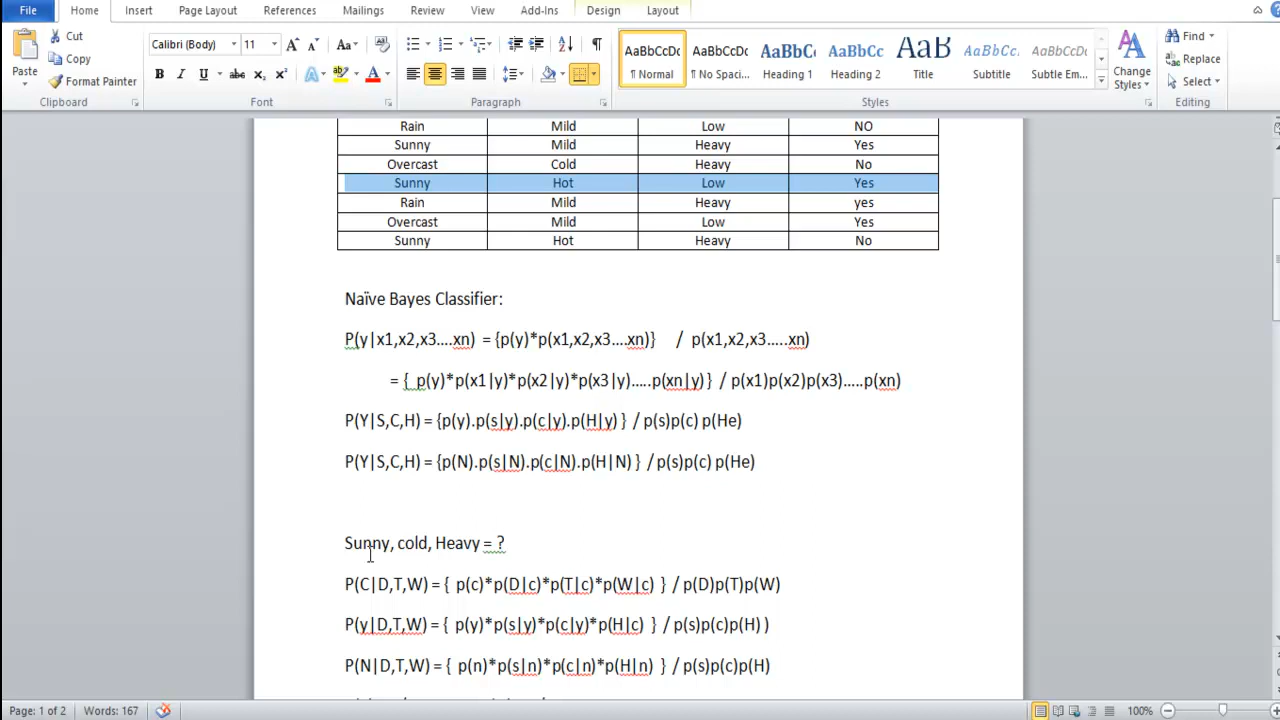 File Home Insert Page Layout References Mailings Review View Add-Ins Design Layout
Paste
Cut
Copy
Format Painter
Clipboard
Calibri (Body) 11
Font
Paragraph
AaBbCcDc AaBbCcDc AaBbCc AaBbCc AaB AaBbCc. AaBbCcDc
¶ Normal ¶ No Spaci... Heading 1 Heading 2 Title Subtitle Subtle Em...
Styles
Change
Styles
Find
Replace
Select
Editing
Rain Mild Low NO
Sunny Mild Heavy Yes
Overcast Cold Heavy No
Sunny Hot Low Yes
Rain Mild Heavy yes
Overcast Mild Low Yes
Sunny Hot Heavy No
Naïve Bayes Classifier:
P(y|x1,x2,x3....xn) = {p(y)*p(x1,x2,x3....xn)} / p(x1,x2,x3.....xn)
= { p(y)*p(x1|y)*p(x2|y)*p(x3|y).....p(xn|y)} / p(x1)p(x2)p(x3).....p(xn)
P(Y|S,C,H) = {p(y).p(s|y).p(c|y).p(H|y) } / p(s)p(c) p(He)
P(Y|S,C,H) = {p(N).p(s|N).p(c|N).p(H|N) } / p(s)p(c) p(He)
Sunny, cold, Heavy = ?
P(C|D,T,W) = { p(c)*p(D|c)*p(T|c)*p(W|c) } / p(D)p(T)p(W)
P(y|D,T,W) = { p(y)*p(s|y)*p(c|y)*p(H|c) } / p(s)p(c)p(H) )
P(N|D,T,W) = { p(n)*p(s|n)*p(c|n)*p(H|n) } / p(s)p(c)p(H)
Page: 1 of 2 Words: 167 100%